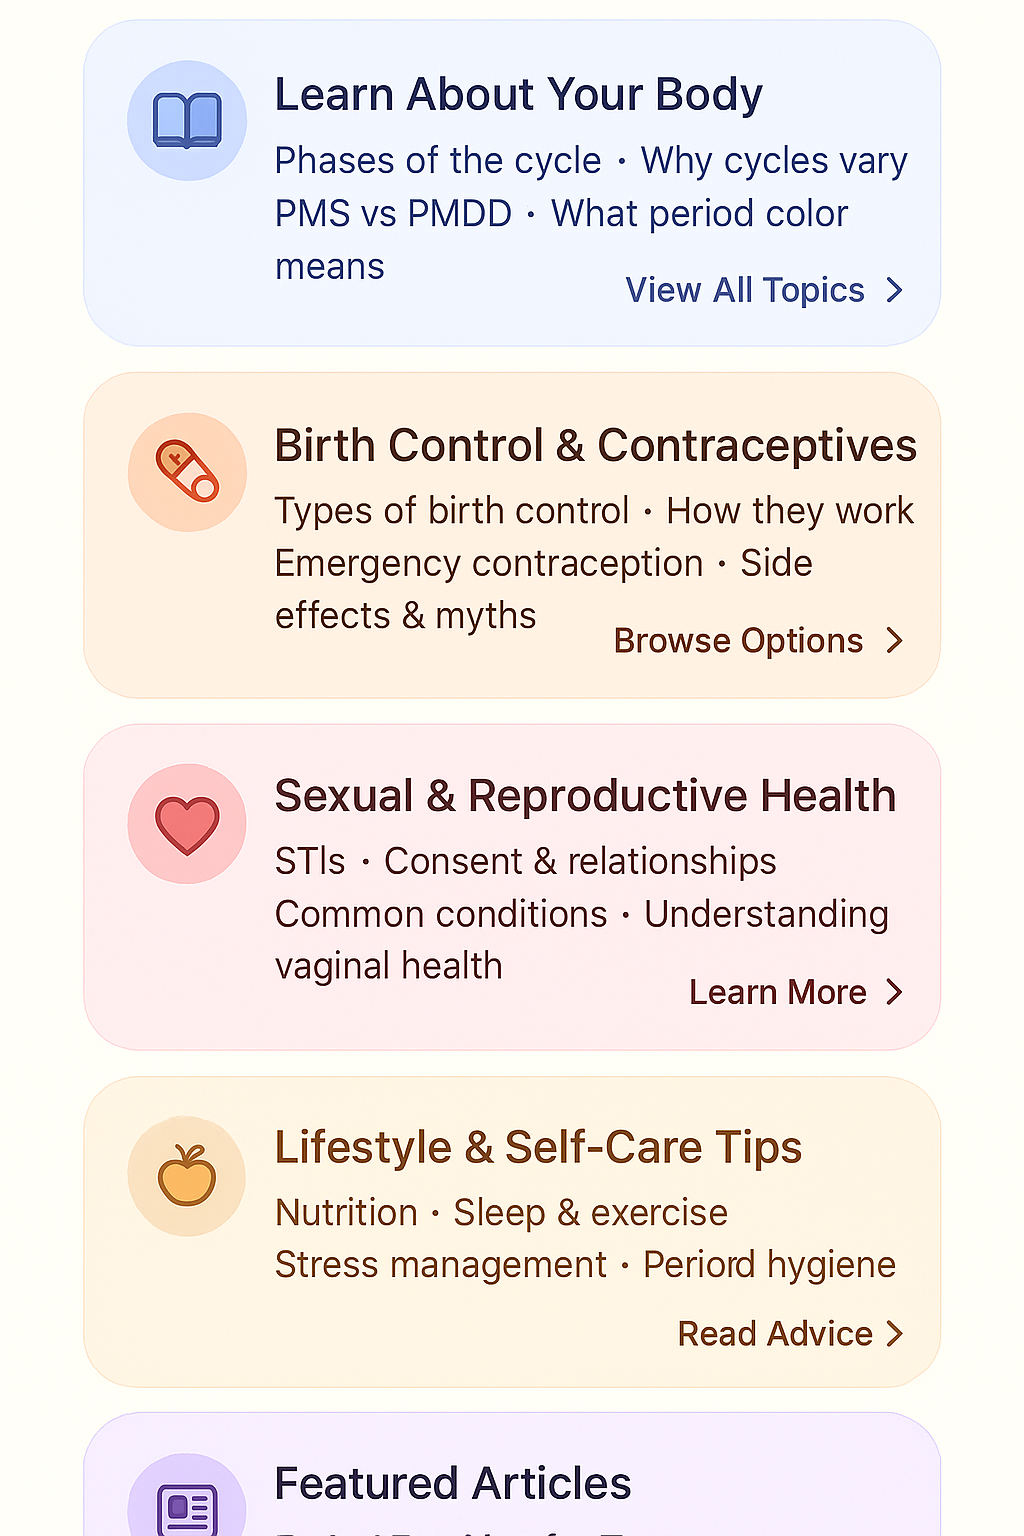 Learn About Your Body
Phases of the cycle · Why cycles vary
PMS vs PMDD · What period color
means
View All Topics >
Birth Control & Contraceptives
Types of birth control · How they work
Emergency contraception · Side
effects & myths
Browse Options >
Sexual & Reproductive Health
STIs · Consent & relationships
Common conditions · Understanding
vaginal health
Learn More >
Lifestyle & Self-Care Tips
Nutrition · Sleep & exercise
Stress management · Periord hygiene
Read Advice >
Featured Articles